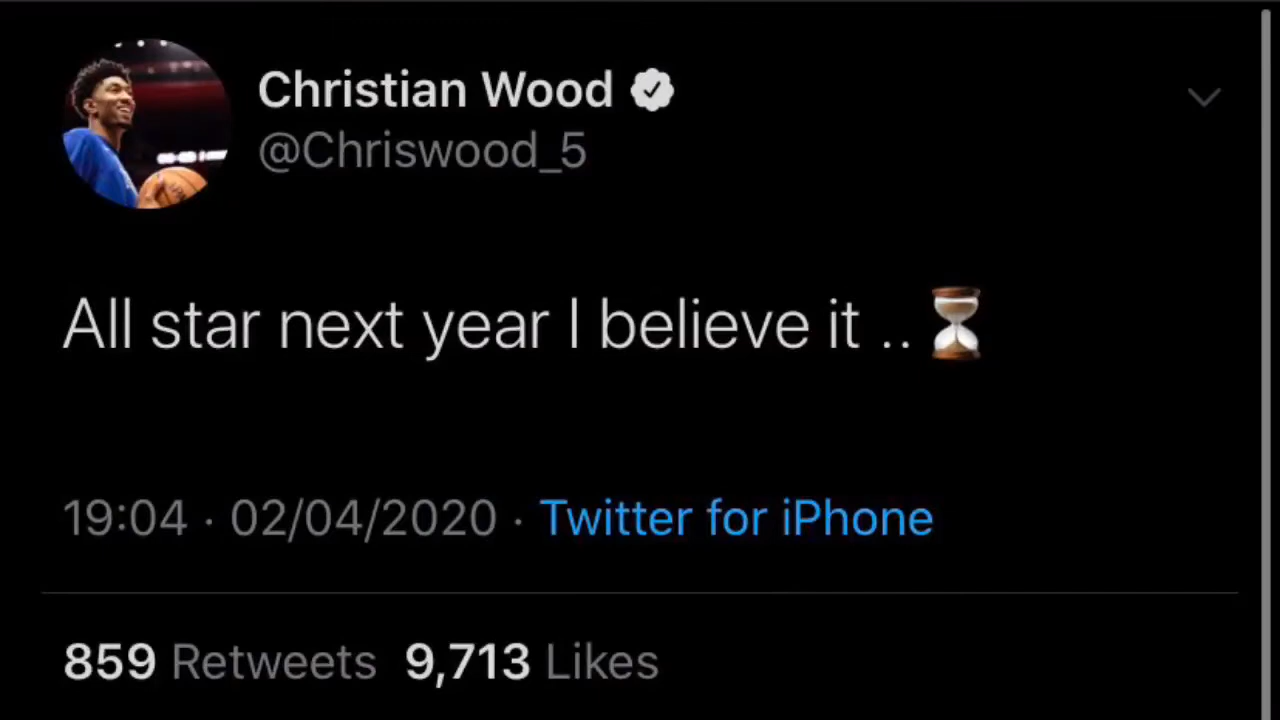 Christian Wood
@Chriswood_5
All star next year I believe it ..⏳
19:04 · 02/04/2020 · Twitter for iPhone
859 Retweets 9,713 Likes